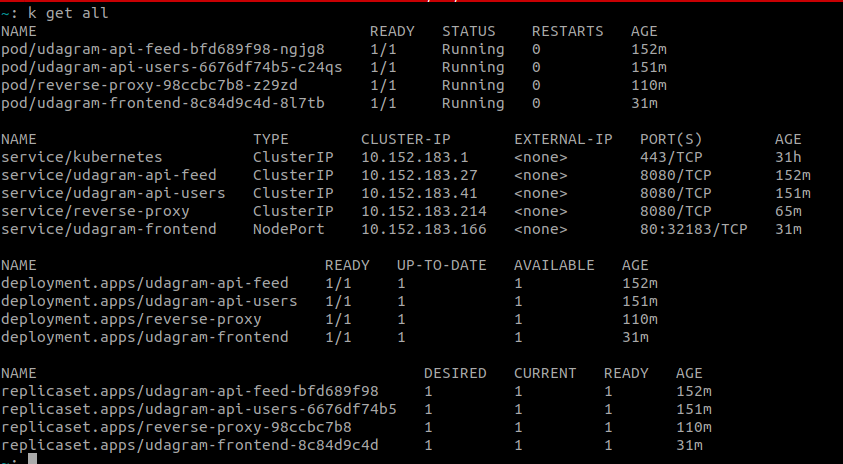 ~: k get all
NAME READY STATUS RESTARTS AGE
pod/udagram-api-feed-bfd689f98-ngjg8 1/1 Running 0 152m
pod/udagram-api-users-6676df74b5-c24qs 1/1 Running 0 151m
pod/reverse-proxy-98ccbc7b8-z29zd 1/1 Running 0 110m
pod/udagram-frontend-8c84d9c4d-8l7tb 1/1 Running 0 31m
NAME TYPE CLUSTER-IP EXTERNAL-IP PORT(S) AGE
service/kubernetes ClusterIP 10.152.183.1 <none> 443/TCP 31h
service/udagram-api-feed ClusterIP 10.152.183.27 <none> 8080/TCP 152m
service/udagram-api-users ClusterIP 10.152.183.41 <none> 8080/TCP 151m
service/reverse-proxy ClusterIP 10.152.183.214 <none> 8080/TCP 65m
service/udagram-frontend NodePort 10.152.183.166 <none> 80:32183/TCP 31m
NAME READY UP-TO-DATE AVAILABLE AGE
deployment.apps/udagram-api-feed 1/1 1 1 152m
deployment.apps/udagram-api-users 1/1 1 1 151m
deployment.apps/reverse-proxy 1/1 1 1 110m
deployment.apps/udagram-frontend 1/1 1 1 31m
NAME DESIRED CURRENT READY AGE
replicaset.apps/udagram-api-feed-bfd689f98 1 1 1 152m
replicaset.apps/udagram-api-users-6676df74b5 1 1 1 151m
replicaset.apps/reverse-proxy-98ccbc7b8 1 1 1 110m
replicaset.apps/udagram-frontend-8c84d9c4d 1 1 1 31m
~: